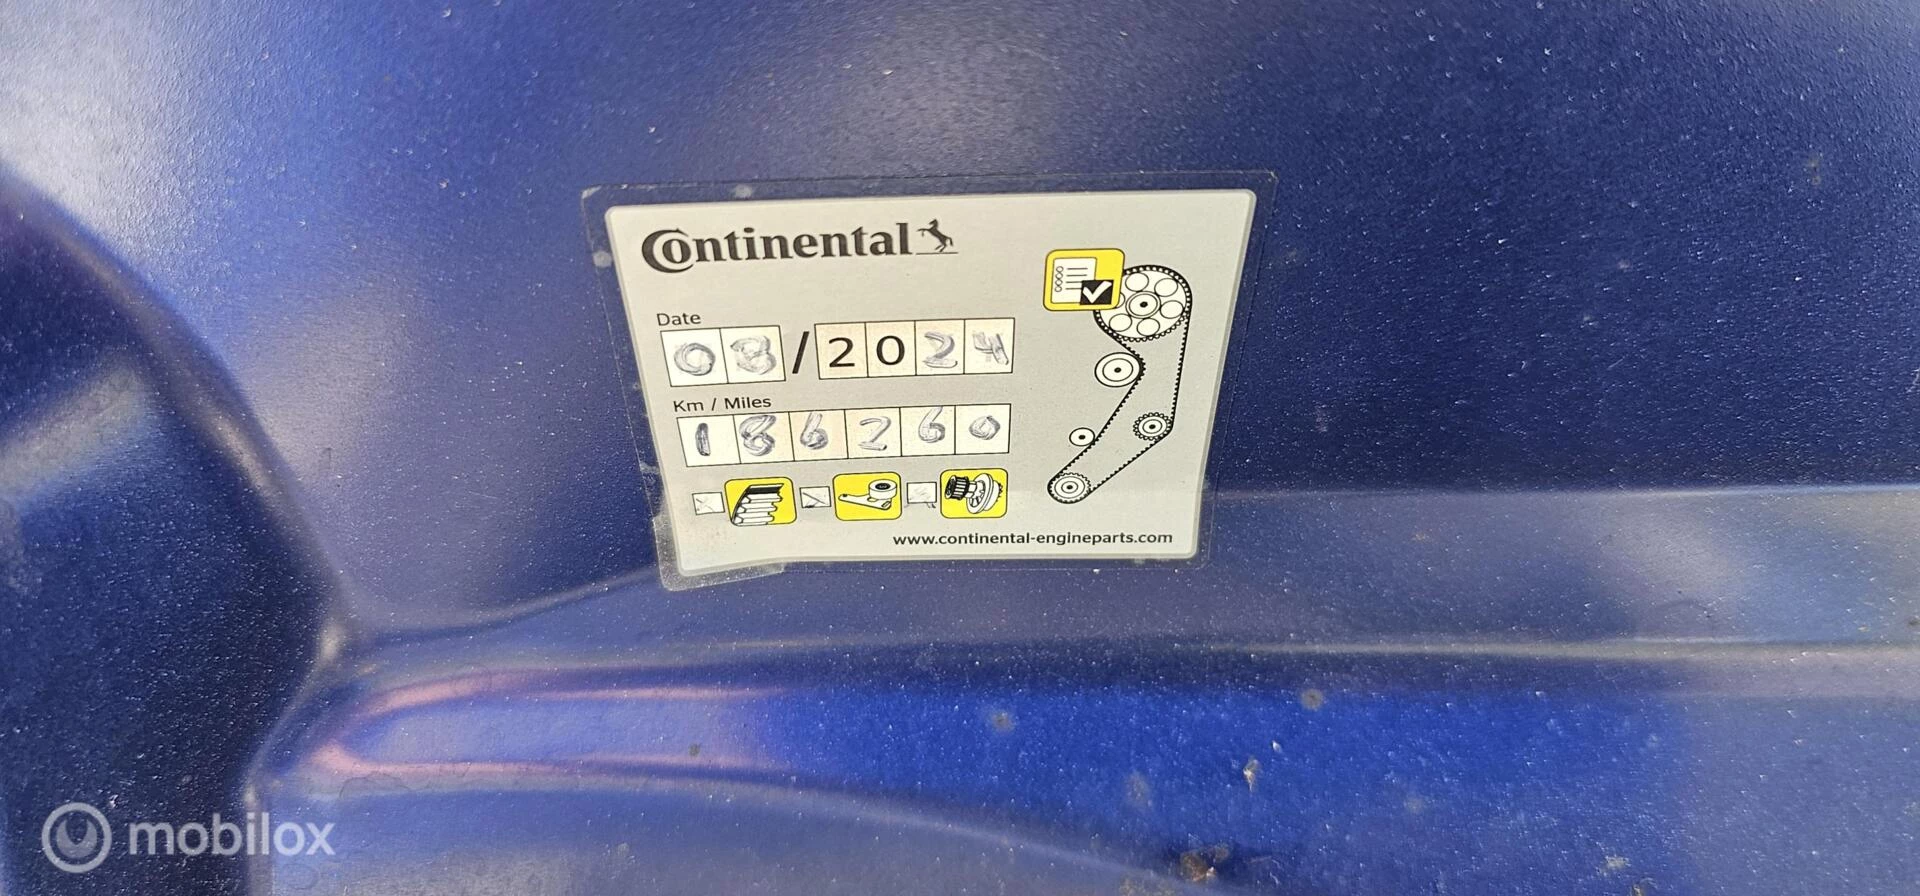 Continental
Date
08/2024
Km / Miles
186260
www.continental-engineparts.com
mobilox